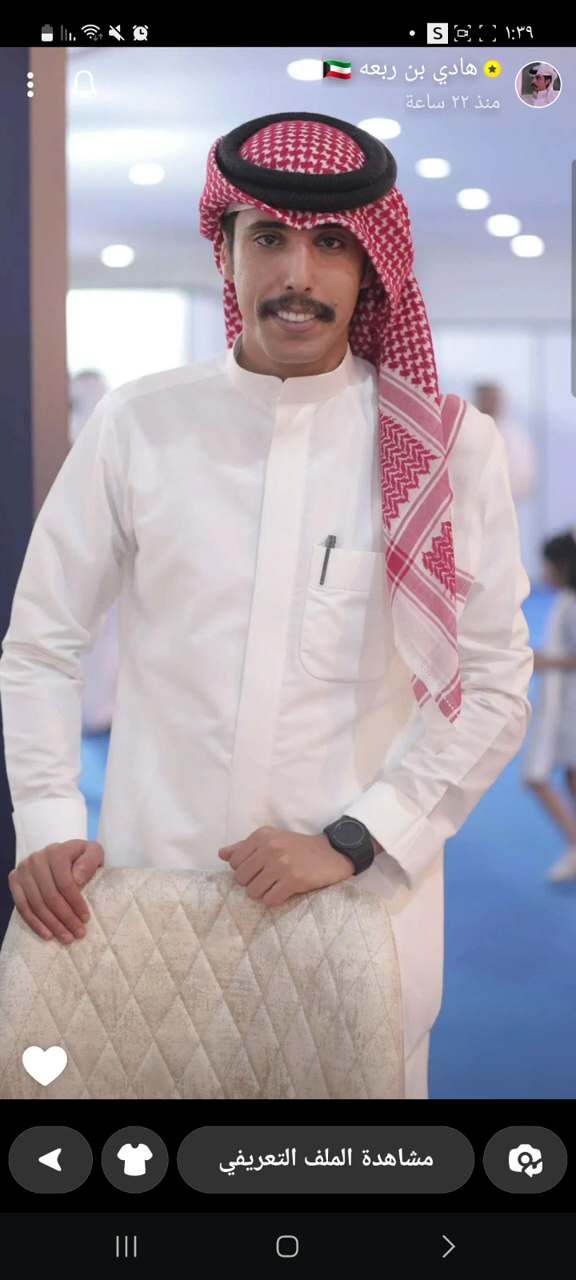 ١:٣٩
S
هادي بن ربعه 🇰🇼
منذ ٢٢ ساعة
مشاهدة الملف التعريفي